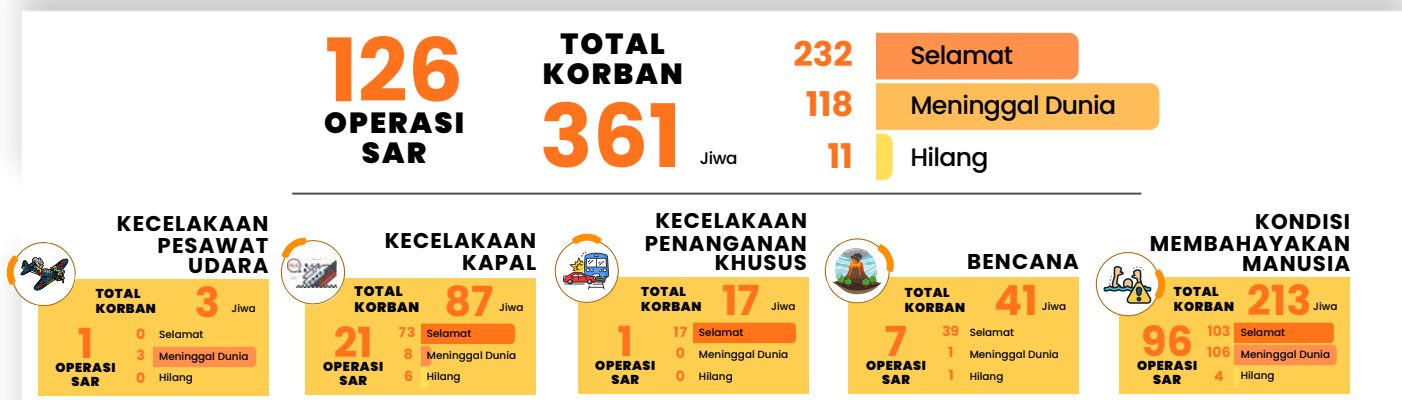 126
OPERASI
SAR
TOTAL
KORBAN
361 Jiwa
232 Selamat
118 Meninggal Dunia
11 Hilang
KECELAKAAN
PESAWAT
UDARA
TOTAL
KORBAN
3 Jiwa
1
OPERASI
SAR
0 Selamat
3 Meninggal Dunia
0 Hilang
KECELAKAAN
KAPAL
TOTAL
KORBAN
87 Jiwa
21
OPERASI
SAR
73 Selamat
8 Meninggal Dunia
6 Hilang
KECELAKAAN
PENANGANAN
KHUSUS
TOTAL
KORBAN
17 Jiwa
1
OPERASI
SAR
17 Selamat
0 Meninggal Dunia
0 Hilang
BENCANA
TOTAL
KORBAN
41 Jiwa
7
OPERASI
SAR
39 Selamat
1 Meninggal Dunia
1 Hilang
KONDISI
MEMBAHAYAKAN
MANUSIA
TOTAL
KORBAN
213 Jiwa
96
OPERASI
SAR
103 Selamat
106 Meninggal Dunia
4 Hilang